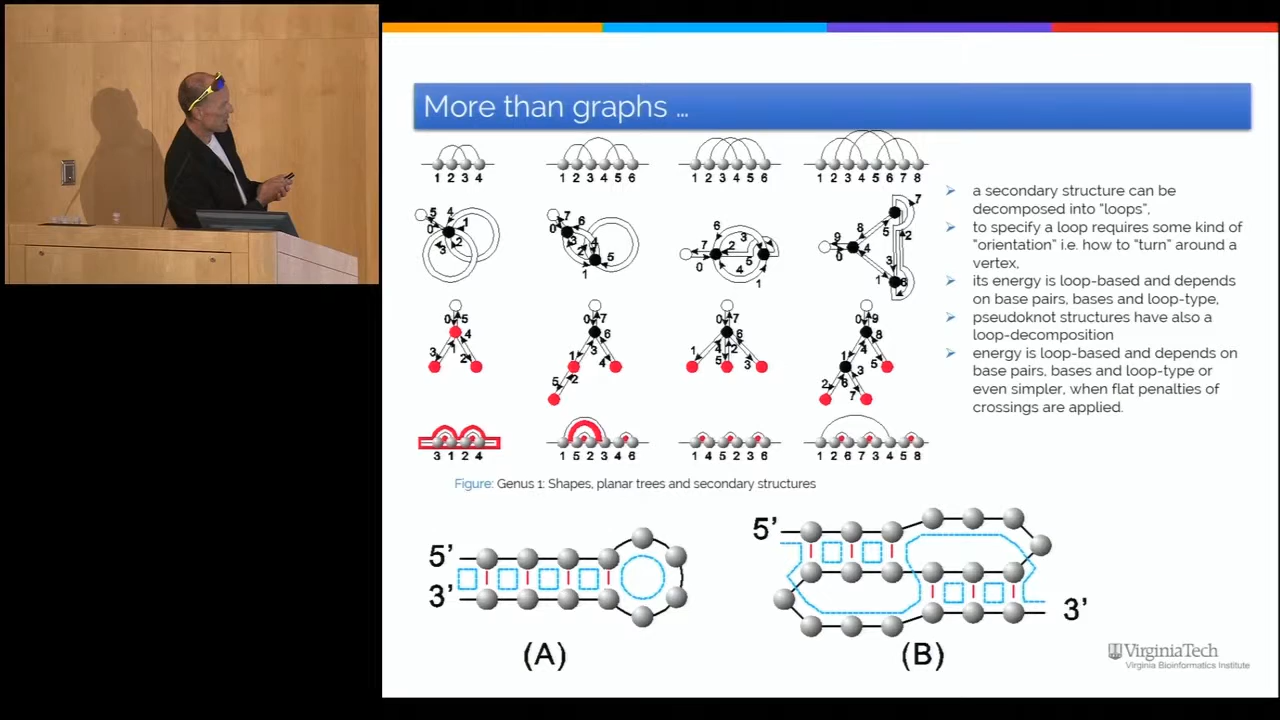 More than graphs ...
1 2 3 4
1 2 3 4 5 6
1 2 3 4 5 6
1 2 3 4 5 6 7 8
a secondary structure can be
decomposed into "loops",
to specify a loop requires some kind of
"orientation" i.e. how to "turn" around a
vertex,
its energy is loop-based and depends
on base pairs, bases and loop-type,
pseudoknot structures have also a
loop-decomposition
energy is loop-based and depends on
base pairs, bases and loop-type or
even simpler, when flat penalties of
crossings are applied.
3 1 2 4
1 5 2 3 4 6
1 4 5 2 3 6
1 2 6 7 3 4 5 8
Figure: Genus 1: Shapes, planar trees and secondary structures
5’
3’
(A)
5’
3’
(B)
VirginiaTech
Virginia Bioinformatics Institute